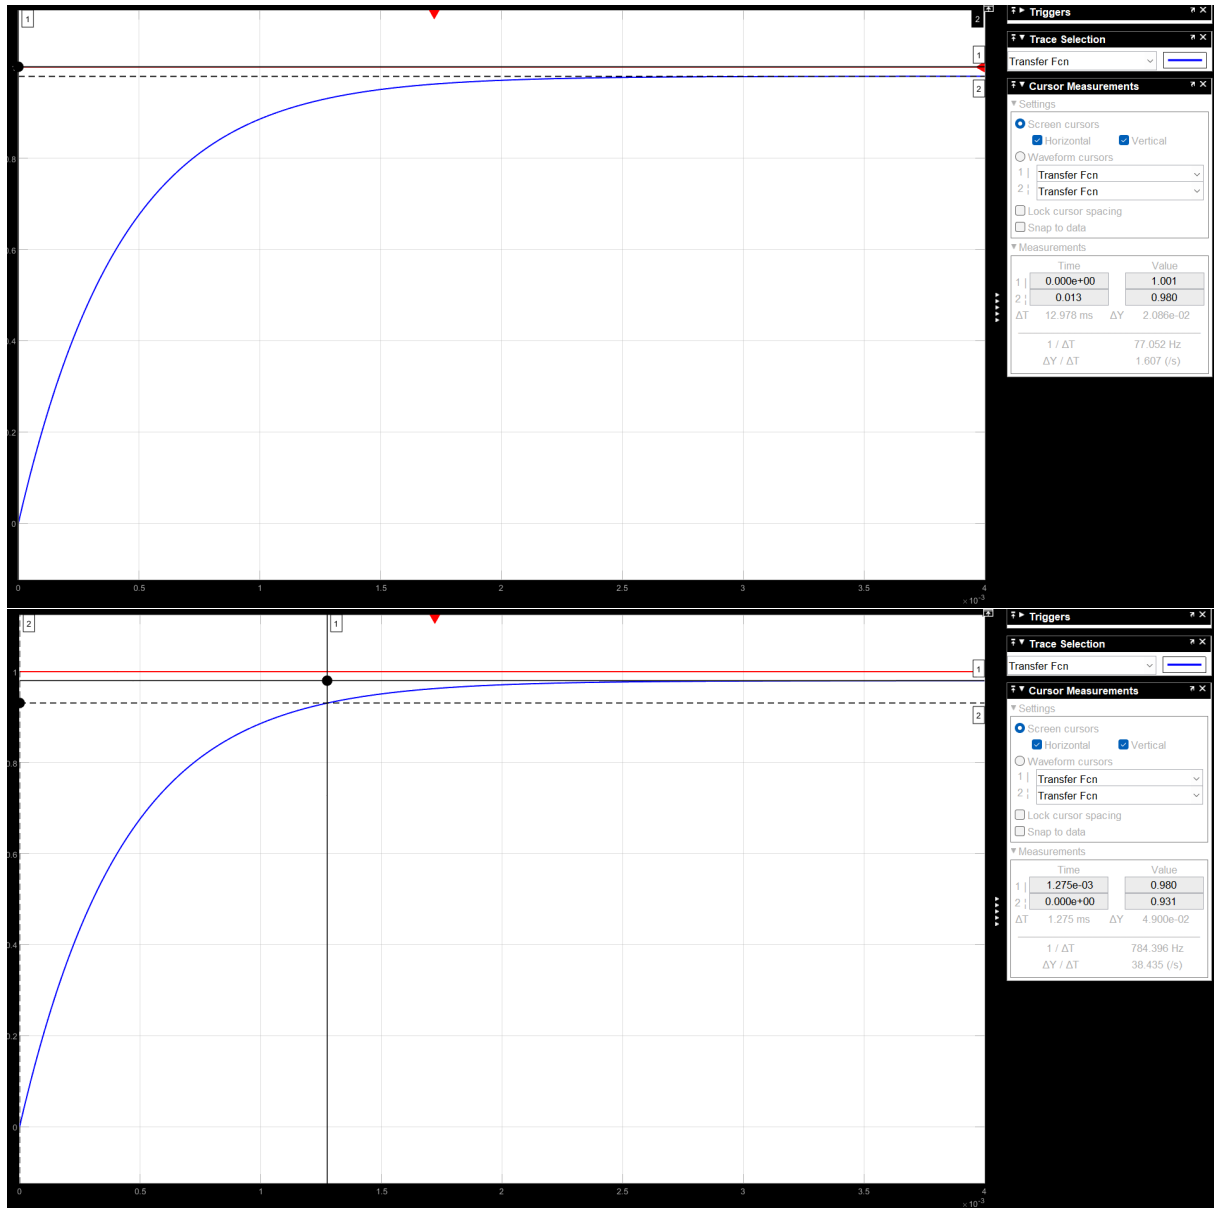 1
2
Triggers
Trace Selection
1
Transfer Fcn
2
Cursor Measurements
Settings
Screen cursors
Horizontal Vertical
0.8
Waveform cursors
1 | Transfer Fcn
2 ¦ Transfer Fcn
Lock cursor spacing
Snap to data
0.6
Measurements
Time Value
1 | 0.000e+00 1.001
2 ¦ 0.013 0.980
ΔT 12.978 ms ΔY 2.086e-02
0.4
1 / ΔT 77.052 Hz
ΔY / ΔT 1.607 (/s)
0.2
0
0 0.5 1 1.5 2 2.5 3 3.5 4
×10-3
2 1
Triggers
Trace Selection
1
1
Transfer Fcn
Cursor Measurements
2
Settings
Screen cursors
Horizontal Vertical
0.8
Waveform cursors
1 | Transfer Fcn
2 ¦ Transfer Fcn
Lock cursor spacing
Snap to data
0.6
Measurements
Time Value
1 | 1.275e-03 0.980
2 ¦ 0.000e+00 0.931
ΔT 1.275 ms ΔY 4.900e-02
0.4
1 / ΔT 784.396 Hz
ΔY / ΔT 38.435 (/s)
0.2
0
0 0.5 1 1.5 2 2.5 3 3.5 4
×10-3